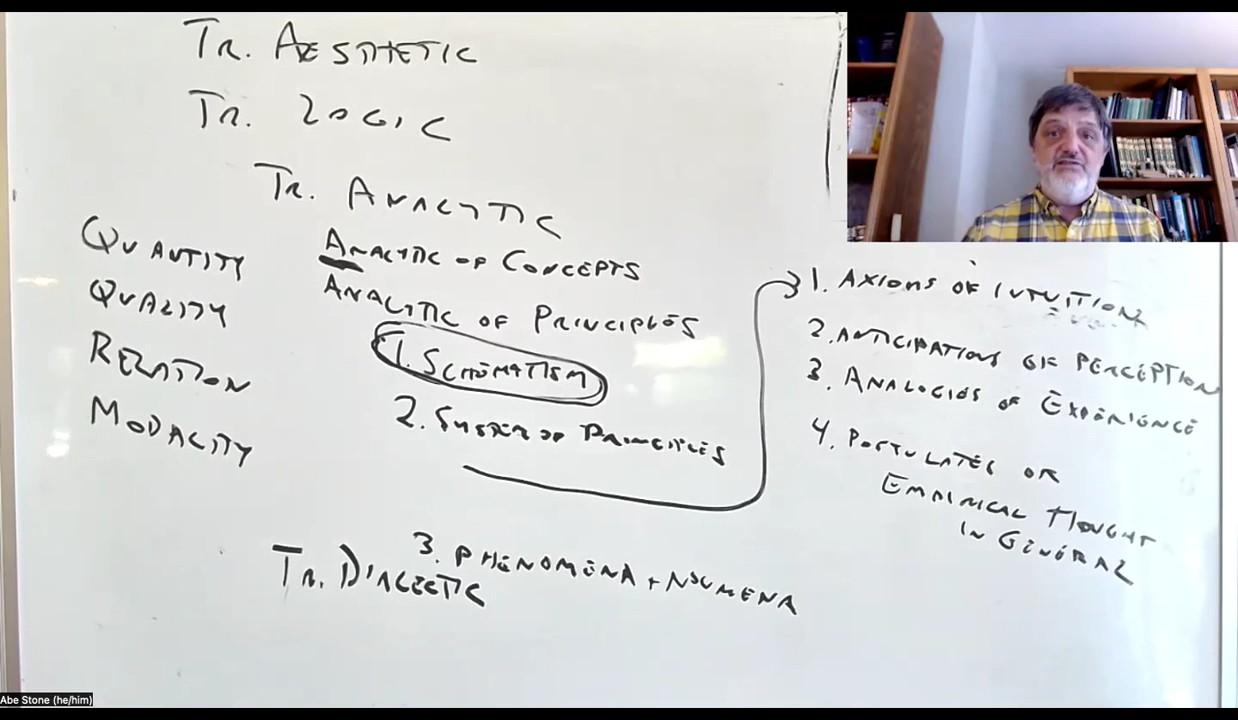 TR. AESTHETIC
TR. LOGIC
TR. ANALYTIC
QUANTITY
QUALITY
RELATION
MODALITY
ANALYTIC OF CONCEPTS
ANALYTIC OF PRINCIPLES
1. SCHEMATISM
2. SYSTEM OF PRINCIPLES
3. PHENOMENA + NOUMENA
TR. DIALECTIC
1. AXIOMS OF INTUITION
2. ANTICIPATIONS OF PERCEPTION
3. ANALOGIES OF EXPERIENCE
4. POSTULATES OF
EMPIRICAL THOUGHT
IN GENERAL
Abe Stone (he/him)